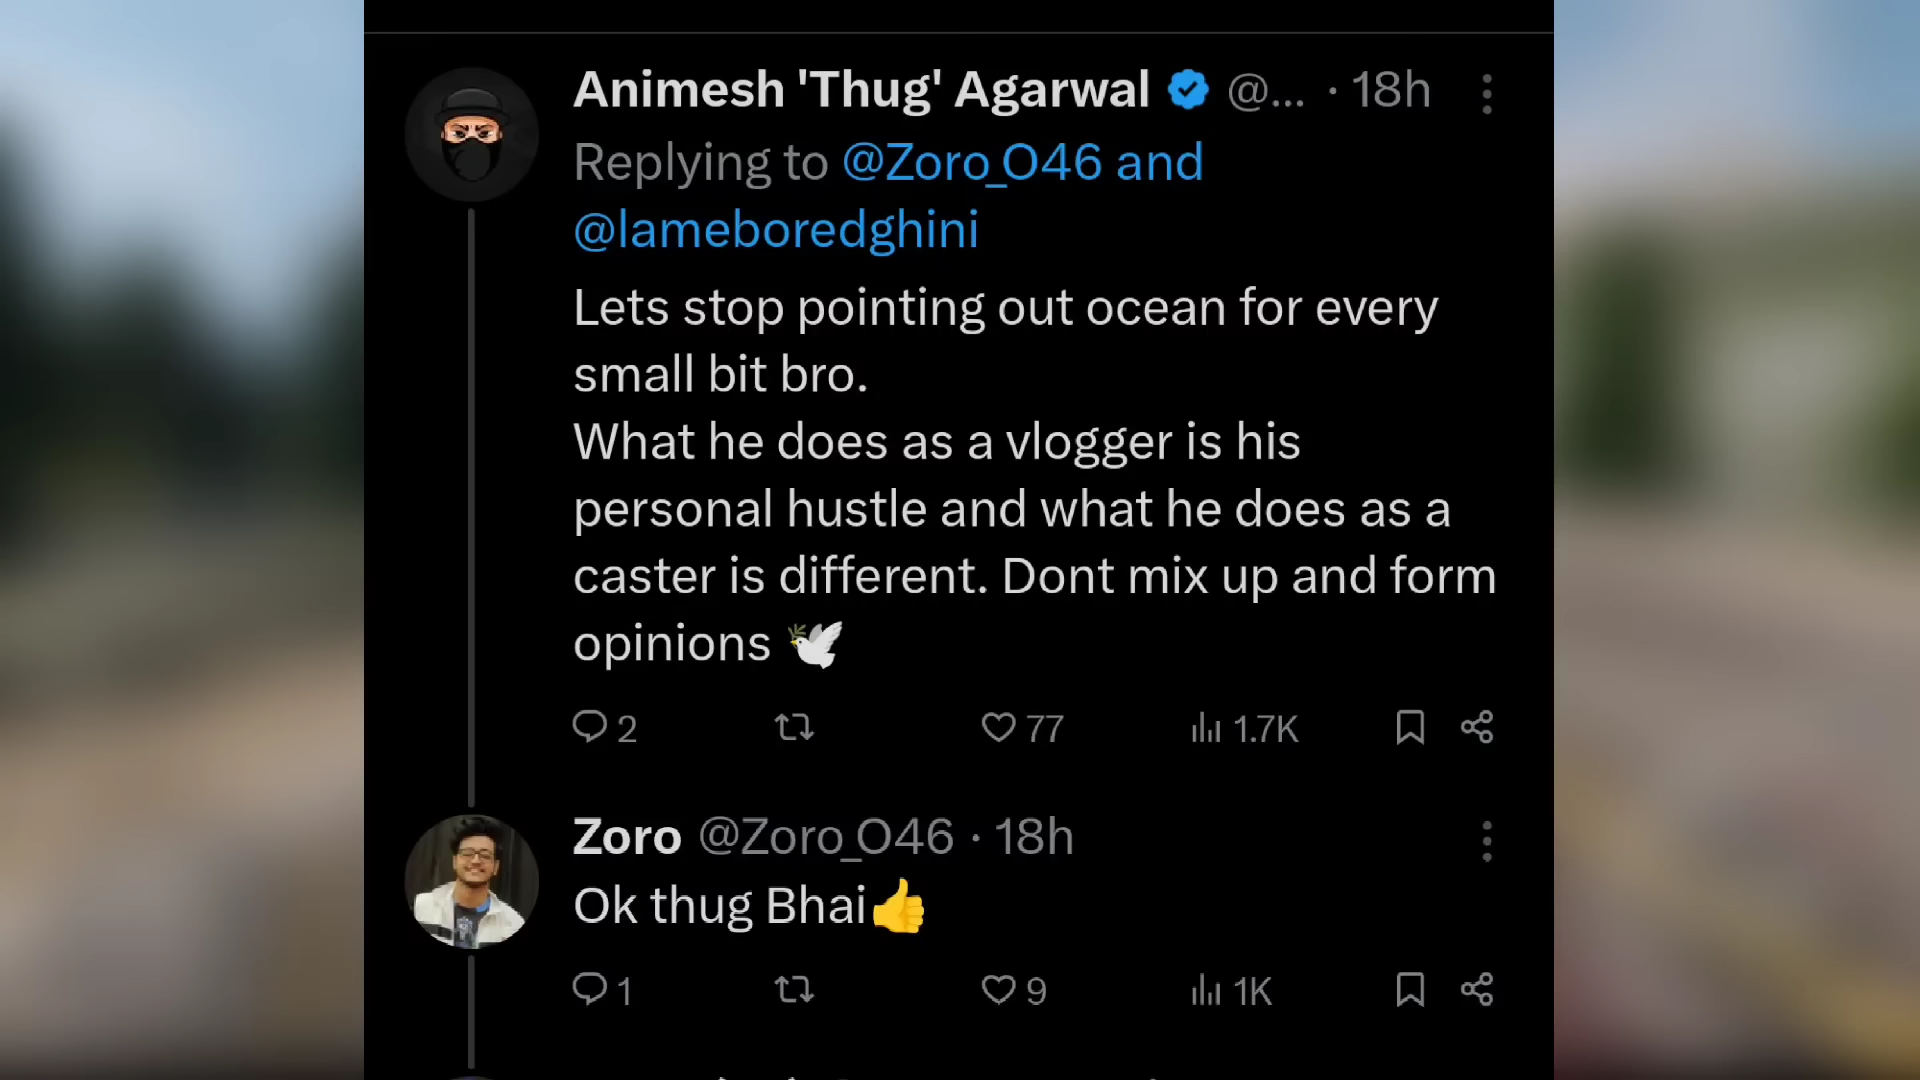 Animesh 'Thug' Agarwal @... · 18h
Replying to @Zoro_O46 and
@lameboredghini
Lets stop pointing out ocean for every
small bit bro.
What he does as a vlogger is his
personal hustle and what he does as a
caster is different. Dont mix up and form
opinions 🕊️
2 77 1.7K
Zoro @Zoro_O46 · 18h
Ok thug Bhai👍
1 9 1K